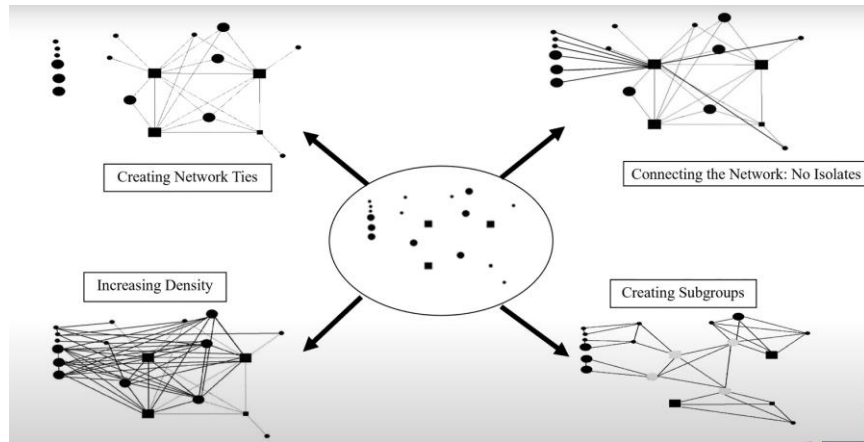 Creating Network Ties
Connecting the Network: No Isolates
Increasing Density
Creating Subgroups